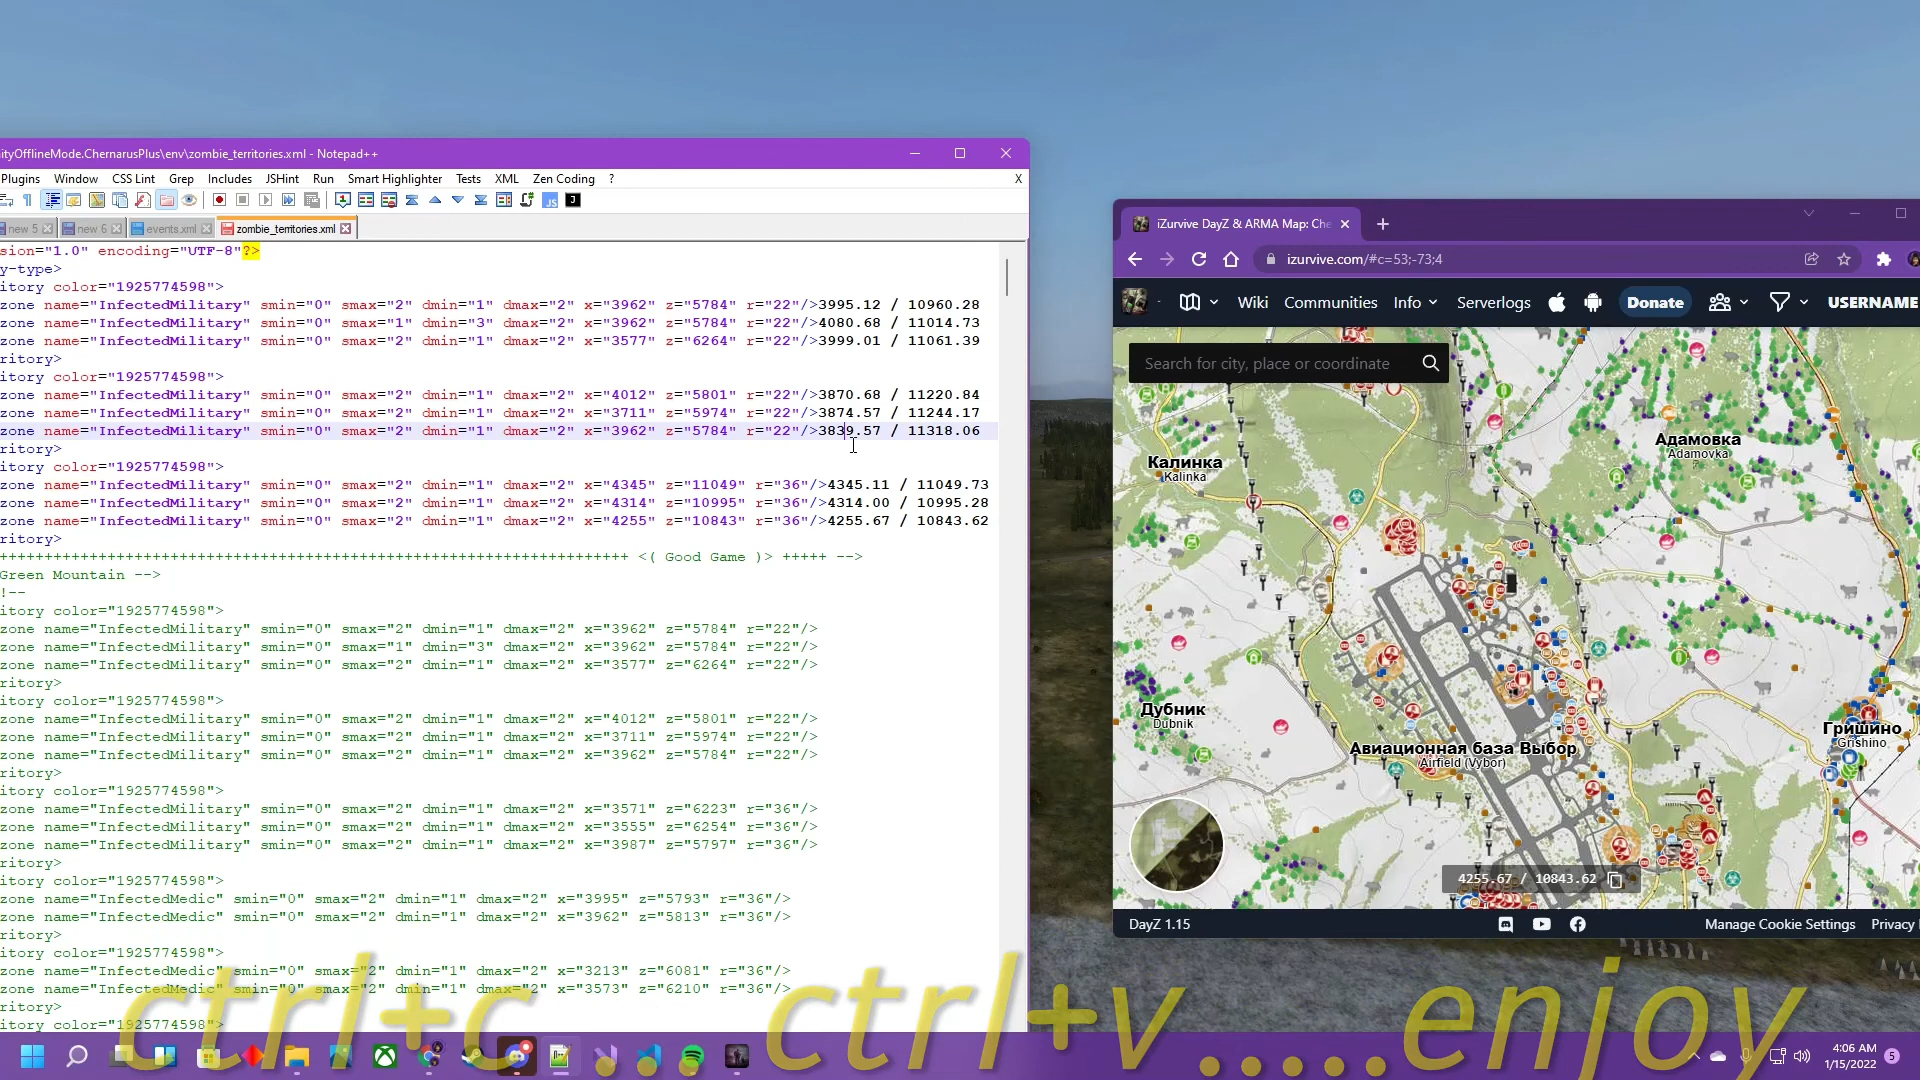 ityOfflineMode.ChernarusPlus\env\zombie_territories.xml - Notepad++
Plugins Window CSS Lint Grep Includes JSHint Run Smart Highlighter Tests XML Zen Coding ? X
new 5 new 6 events.xml zombie_territories.xml
sion="1.0" encoding="UTF-8"?>
y-type>
itory color="1925774598">
zone name="InfectedMilitary" smin="0" smax="2" dmin="1" dmax="2" x="3962" z="5784" r="22"/>3995.12 / 10960.28
zone name="InfectedMilitary" smin="0" smax="1" dmin="3" dmax="2" x="3962" z="5784" r="22"/>4080.68 / 11014.73
zone name="InfectedMilitary" smin="0" smax="2" dmin="1" dmax="2" x="3577" z="6264" r="22"/>3999.01 / 11061.39
ritory>
itory color="1925774598">
zone name="InfectedMilitary" smin="0" smax="2" dmin="1" dmax="2" x="4012" z="5801" r="22"/>3870.68 / 11220.84
zone name="InfectedMilitary" smin="0" smax="2" dmin="1" dmax="2" x="3711" z="5974" r="22"/>3874.57 / 11244.17
zone name="InfectedMilitary" smin="0" smax="2" dmin="1" dmax="2" x="3962" z="5784" r="22"/>3839.57 / 11318.06
ritory>
itory color="1925774598">
zone name="InfectedMilitary" smin="0" smax="2" dmin="1" dmax="2" x="4345" z="11049" r="36"/>4345.11 / 11049.73
zone name="InfectedMilitary" smin="0" smax="2" dmin="1" dmax="2" x="4314" z="10995" r="36"/>4314.00 / 10995.28
zone name="InfectedMilitary" smin="0" smax="2" dmin="1" dmax="2" x="4255" z="10843" r="36"/>4255.67 / 10843.62
ritory>
++++++++++++++++++++++++++++++++++++++++++++++++++++++++++++++++++++++ <( Good Game )> +++++ -->
Green Mountain -->
!--
itory color="1925774598">
zone name="InfectedMilitary" smin="0" smax="2" dmin="1" dmax="2" x="3962" z="5784" r="22"/>
zone name="InfectedMilitary" smin="0" smax="1" dmin="3" dmax="2" x="3962" z="5784" r="22"/>
zone name="InfectedMilitary" smin="0" smax="2" dmin="1" dmax="2" x="3577" z="6264" r="22"/>
ritory>
itory color="1925774598">
zone name="InfectedMilitary" smin="0" smax="2" dmin="1" dmax="2" x="4012" z="5801" r="22"/>
zone name="InfectedMilitary" smin="0" smax="2" dmin="1" dmax="2" x="3711" z="5974" r="22"/>
zone name="InfectedMilitary" smin="0" smax="2" dmin="1" dmax="2" x="3962" z="5784" r="22"/>
ritory>
itory color="1925774598">
zone name="InfectedMilitary" smin="0" smax="2" dmin="1" dmax="2" x="3571" z="6223" r="36"/>
zone name="InfectedMilitary" smin="0" smax="2" dmin="1" dmax="2" x="3555" z="6254" r="36"/>
zone name="InfectedMilitary" smin="0" smax="2" dmin="1" dmax="2" x="3987" z="5797" r="36"/>
ritory>
itory color="1925774598">
zone name="InfectedMedic" smin="0" smax="2" dmin="1" dmax="2" x="3995" z="5793" r="36"/>
zone name="InfectedMedic" smin="0" smax="2" dmin="1" dmax="2" x="3962" z="5813" r="36"/>
ritory>
itory color="1925774598">
zone name="InfectedMedic" smin="0" smax="2" dmin="1" dmax="2" x="3213" z="6081" r="36"/>
zone name="InfectedMedic" smin="0" smax="2" dmin="1" dmax="2" x="3573" z="6210" r="36"/>
ritory>
itory color="1925774598">
iZurvive DayZ & ARMA Map: Che
izurvive.com/#c=53;-73;4
Wiki Communities Info Serverlogs Donate USERNAME
Search for city, place or coordinate
Адамовка
Adamovka
Калинка
Kalinka
Дубник
Dubnik
Гришино
Grishino
Авиационная база Выбор
Airfield (Vybor)
4255.67 / 10843.62
DayZ 1.15 Manage Cookie Settings Privacy
ctrl+c... ctrl+v.....enjoy
4:06 AM
1/15/2022 5